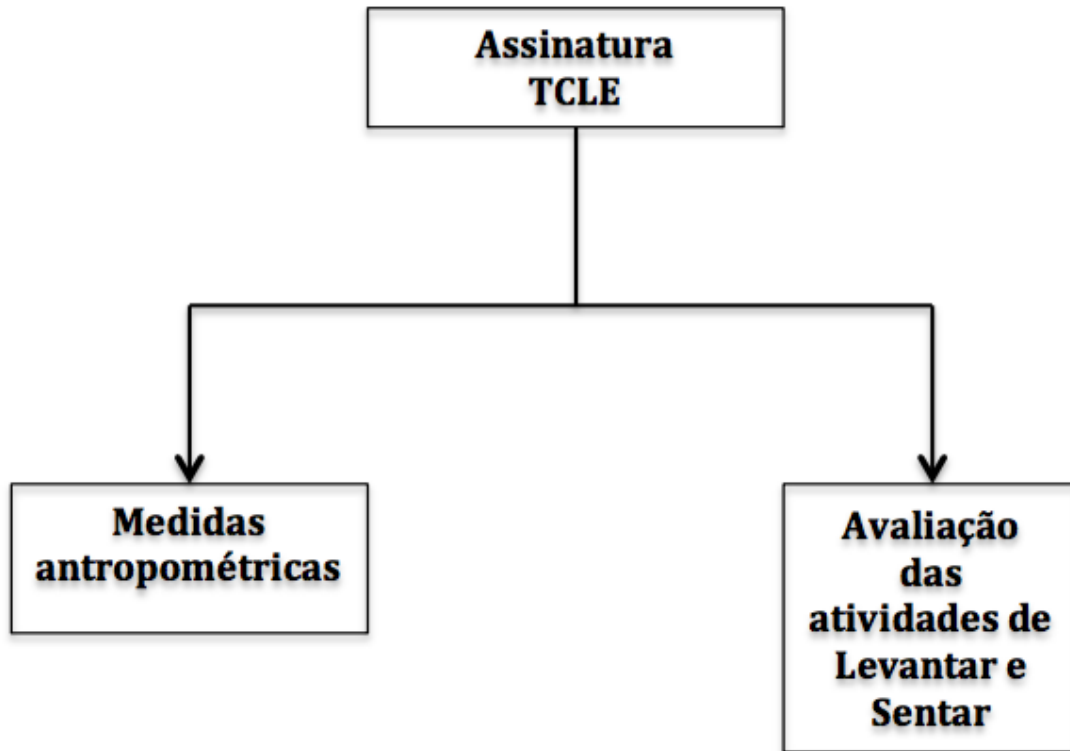 Assinatura
TCLE
Medidas
antropométricas
Avaliação
das
atividades de
Levantar e
Sentar